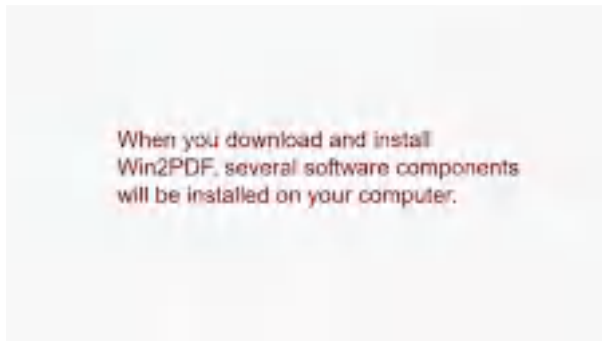 When you download and install
Win2PDF, several software components
will be installed on your computer.